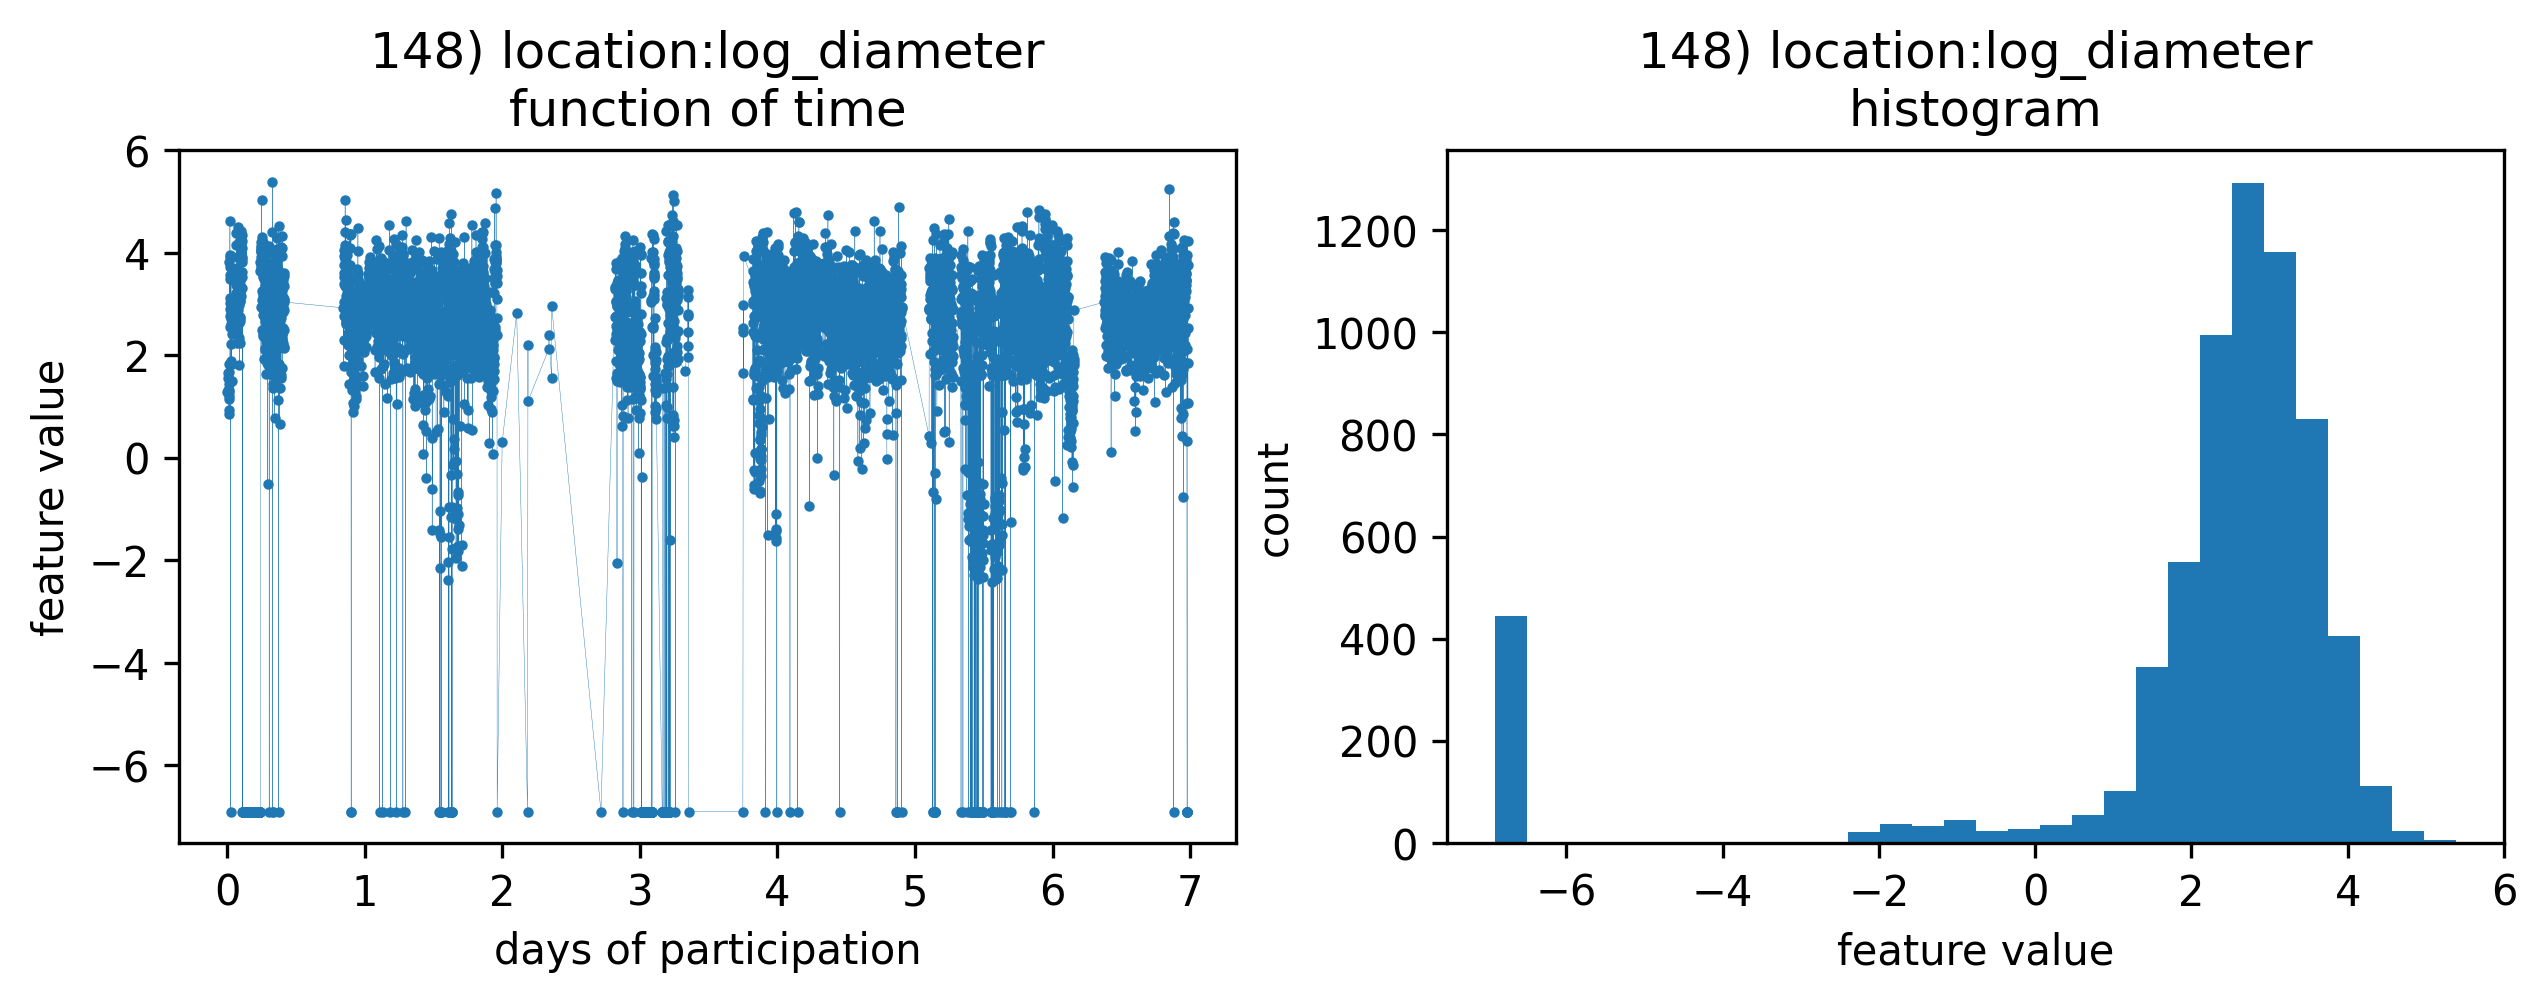 148) location:log_diameter
function of time
6
4
2
0
−2
−4
−6
feature value
0 1 2 3 4 5 6 7
days of participation
148) location:log_diameter
histogram
1200
1000
800
600
400
200
0
count
−6 −4 −2 0 2 4 6
feature value